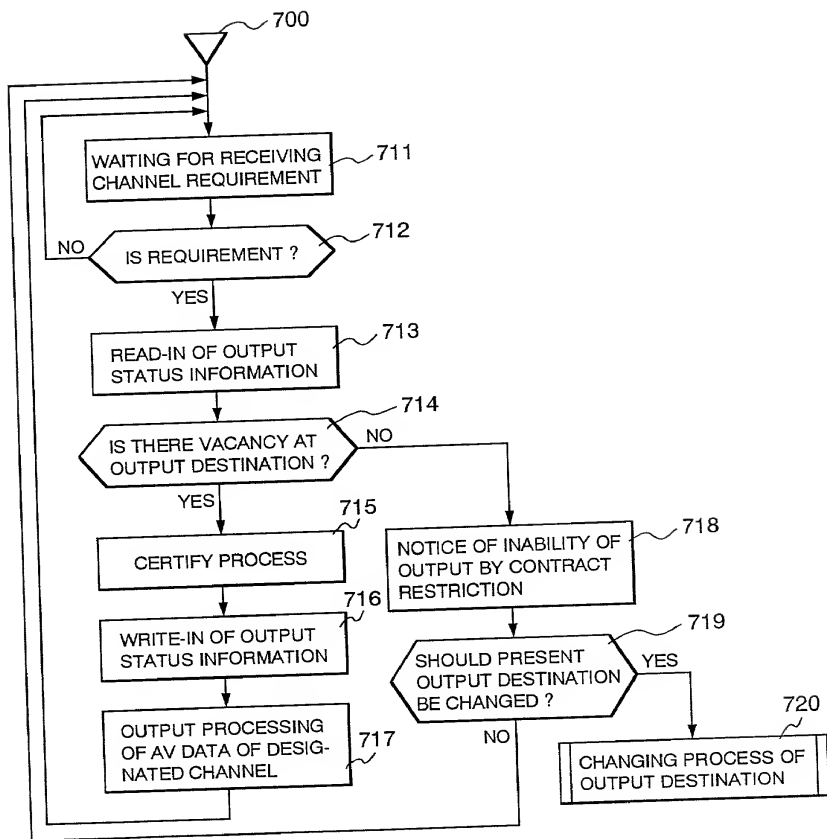 700
WAITING FOR RECEIVING
CHANNEL REQUIREMENT
711
IS REQUIREMENT ?
712
NO
YES
READ-IN OF OUTPUT
STATUS INFORMATION
713
IS THERE VACANCY AT
OUTPUT DESTINATION ?
714
NO
YES
CERTIFY PROCESS
715
WRITE-IN OF OUTPUT
STATUS INFORMATION
716
OUTPUT PROCESSING
OF AV DATA OF DESIG-
NATED CHANNEL
717
NOTICE OF INABILITY OF
OUTPUT BY CONTRACT
RESTRICTION
718
SHOULD PRESENT
OUTPUT DESTINATION
BE CHANGED ?
719
YES
NO
CHANGING PROCESS OF
OUTPUT DESTINATION
720